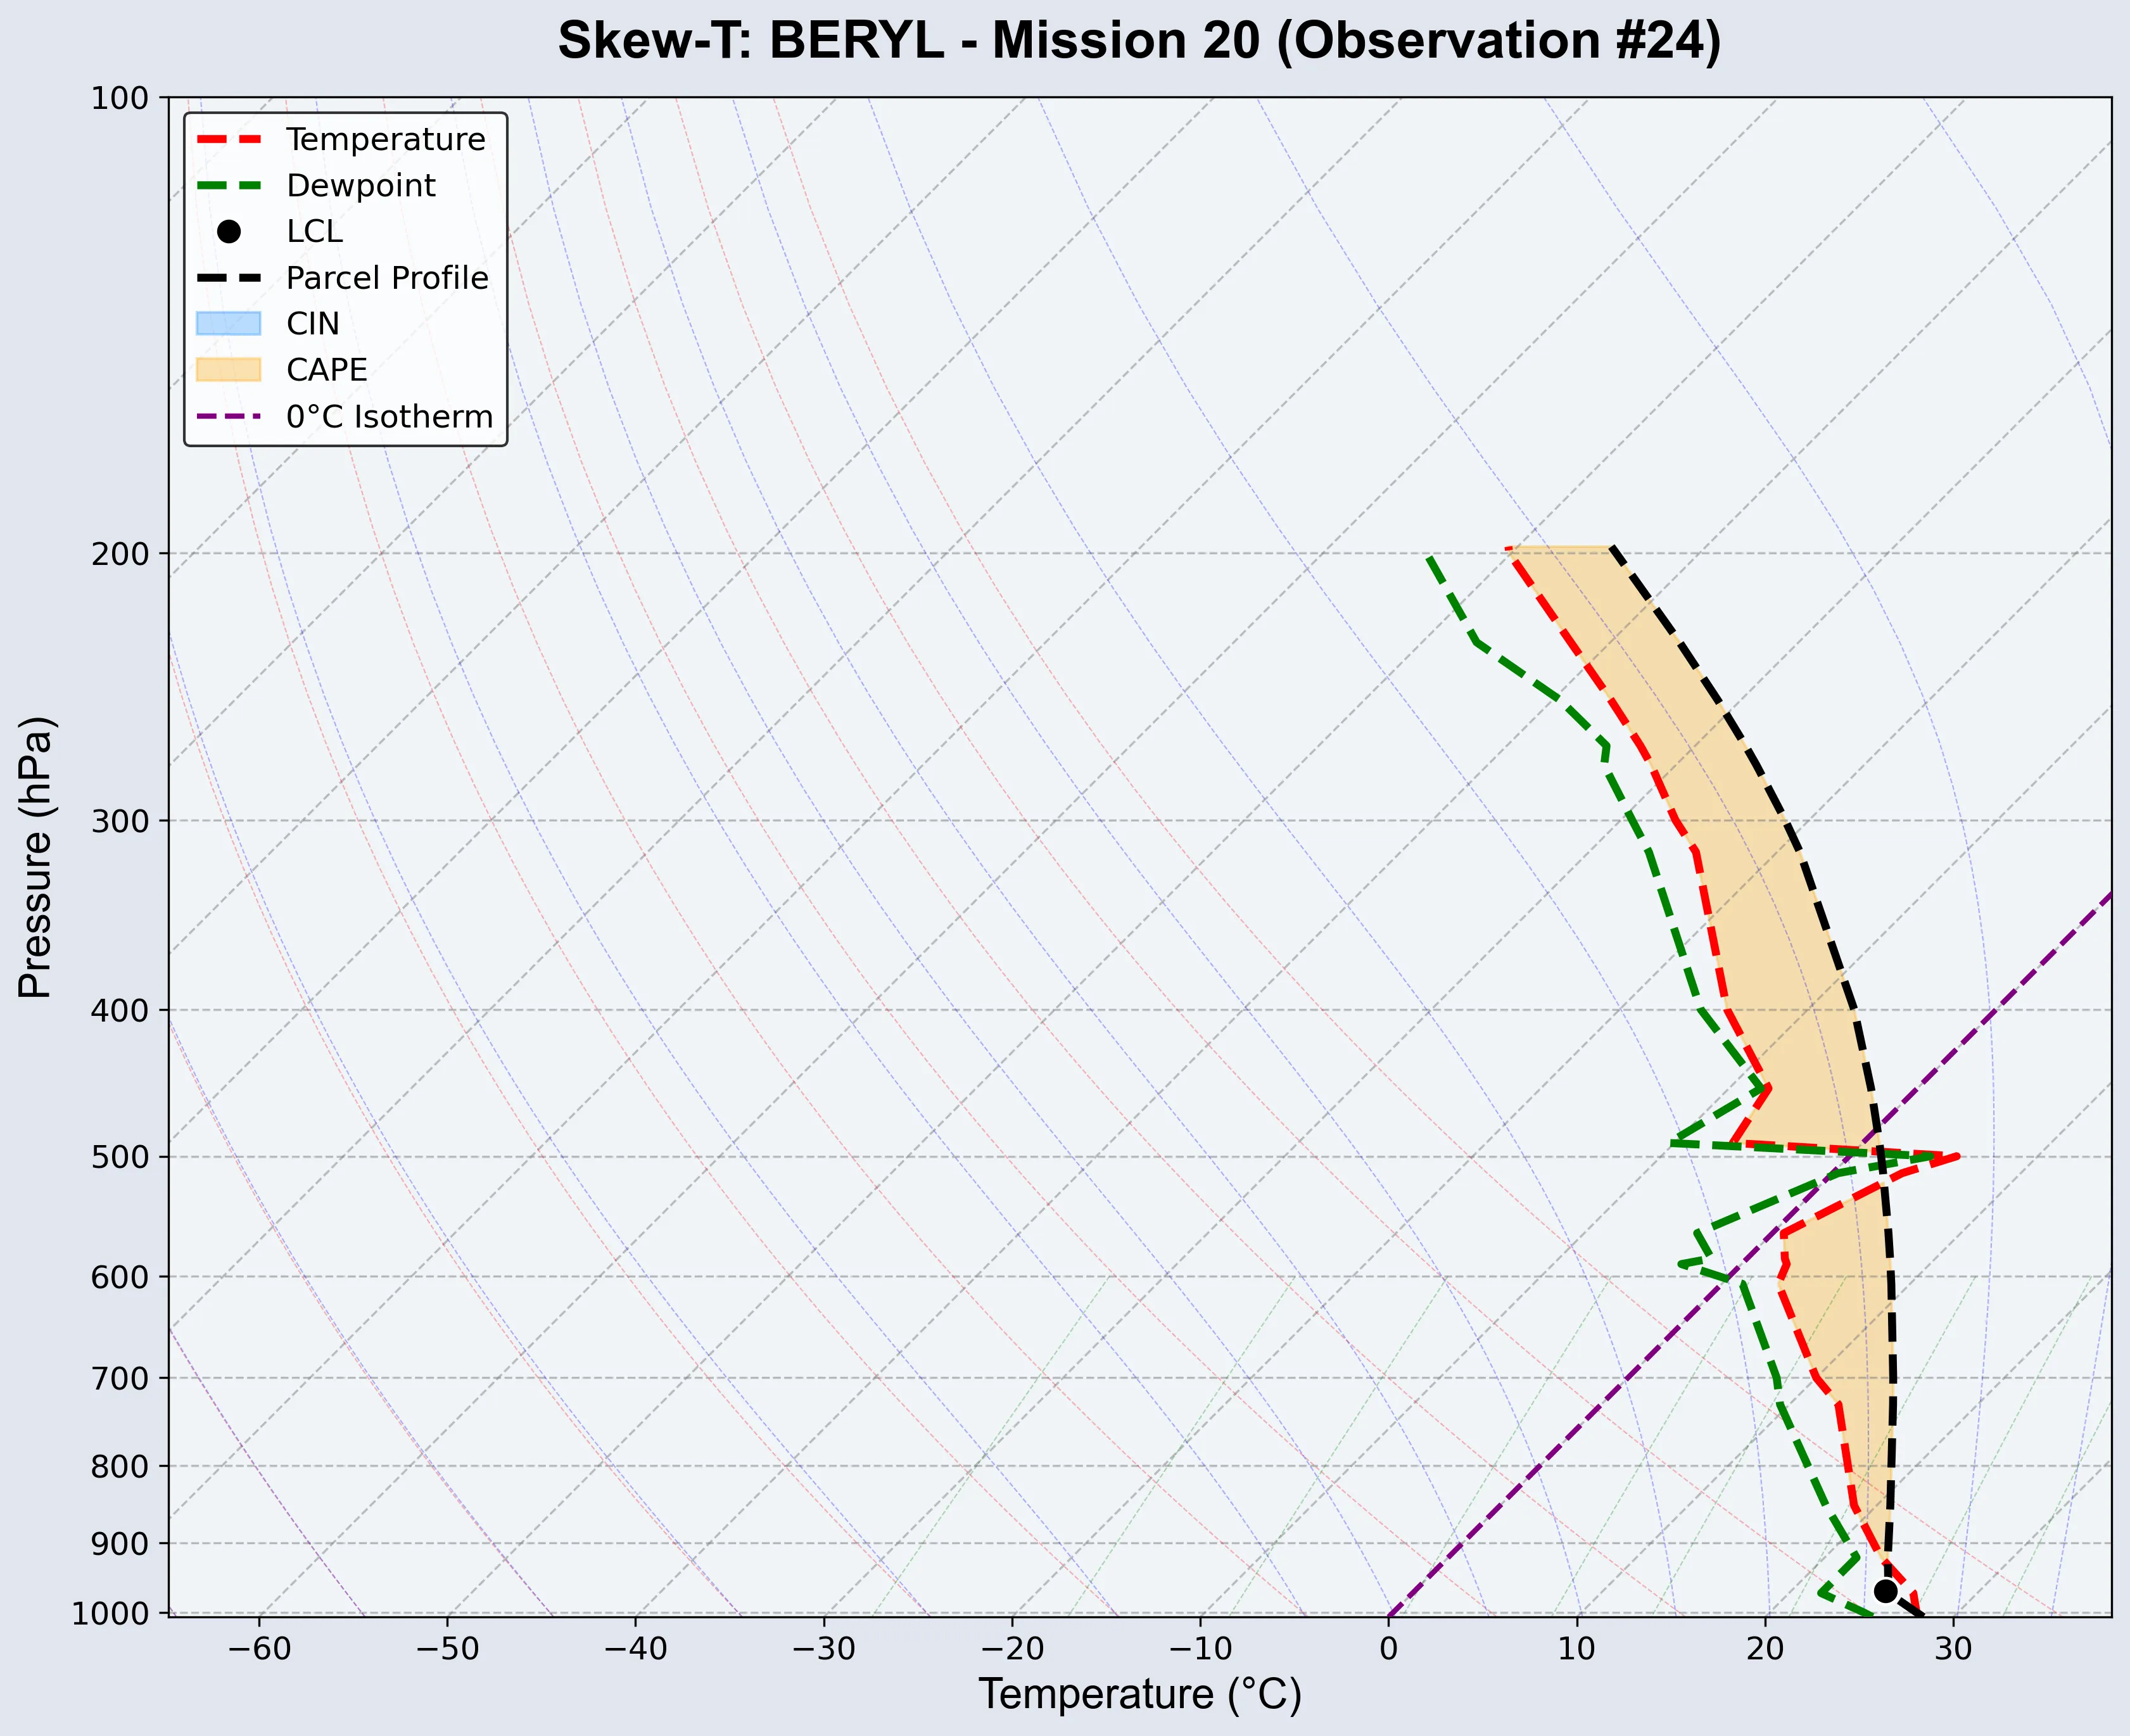 Skew-T: BERYL - Mission 20 (Observation #24)
100
Temperature
Dewpoint
LCL
Parcel Profile
CIN
CAPE
0°C Isotherm
200
300
400
500
600
700
800
900
1000
Pressure (hPa)
−60 −50 −40 −30 −20 −10 0 10 20 30
Temperature (°C)